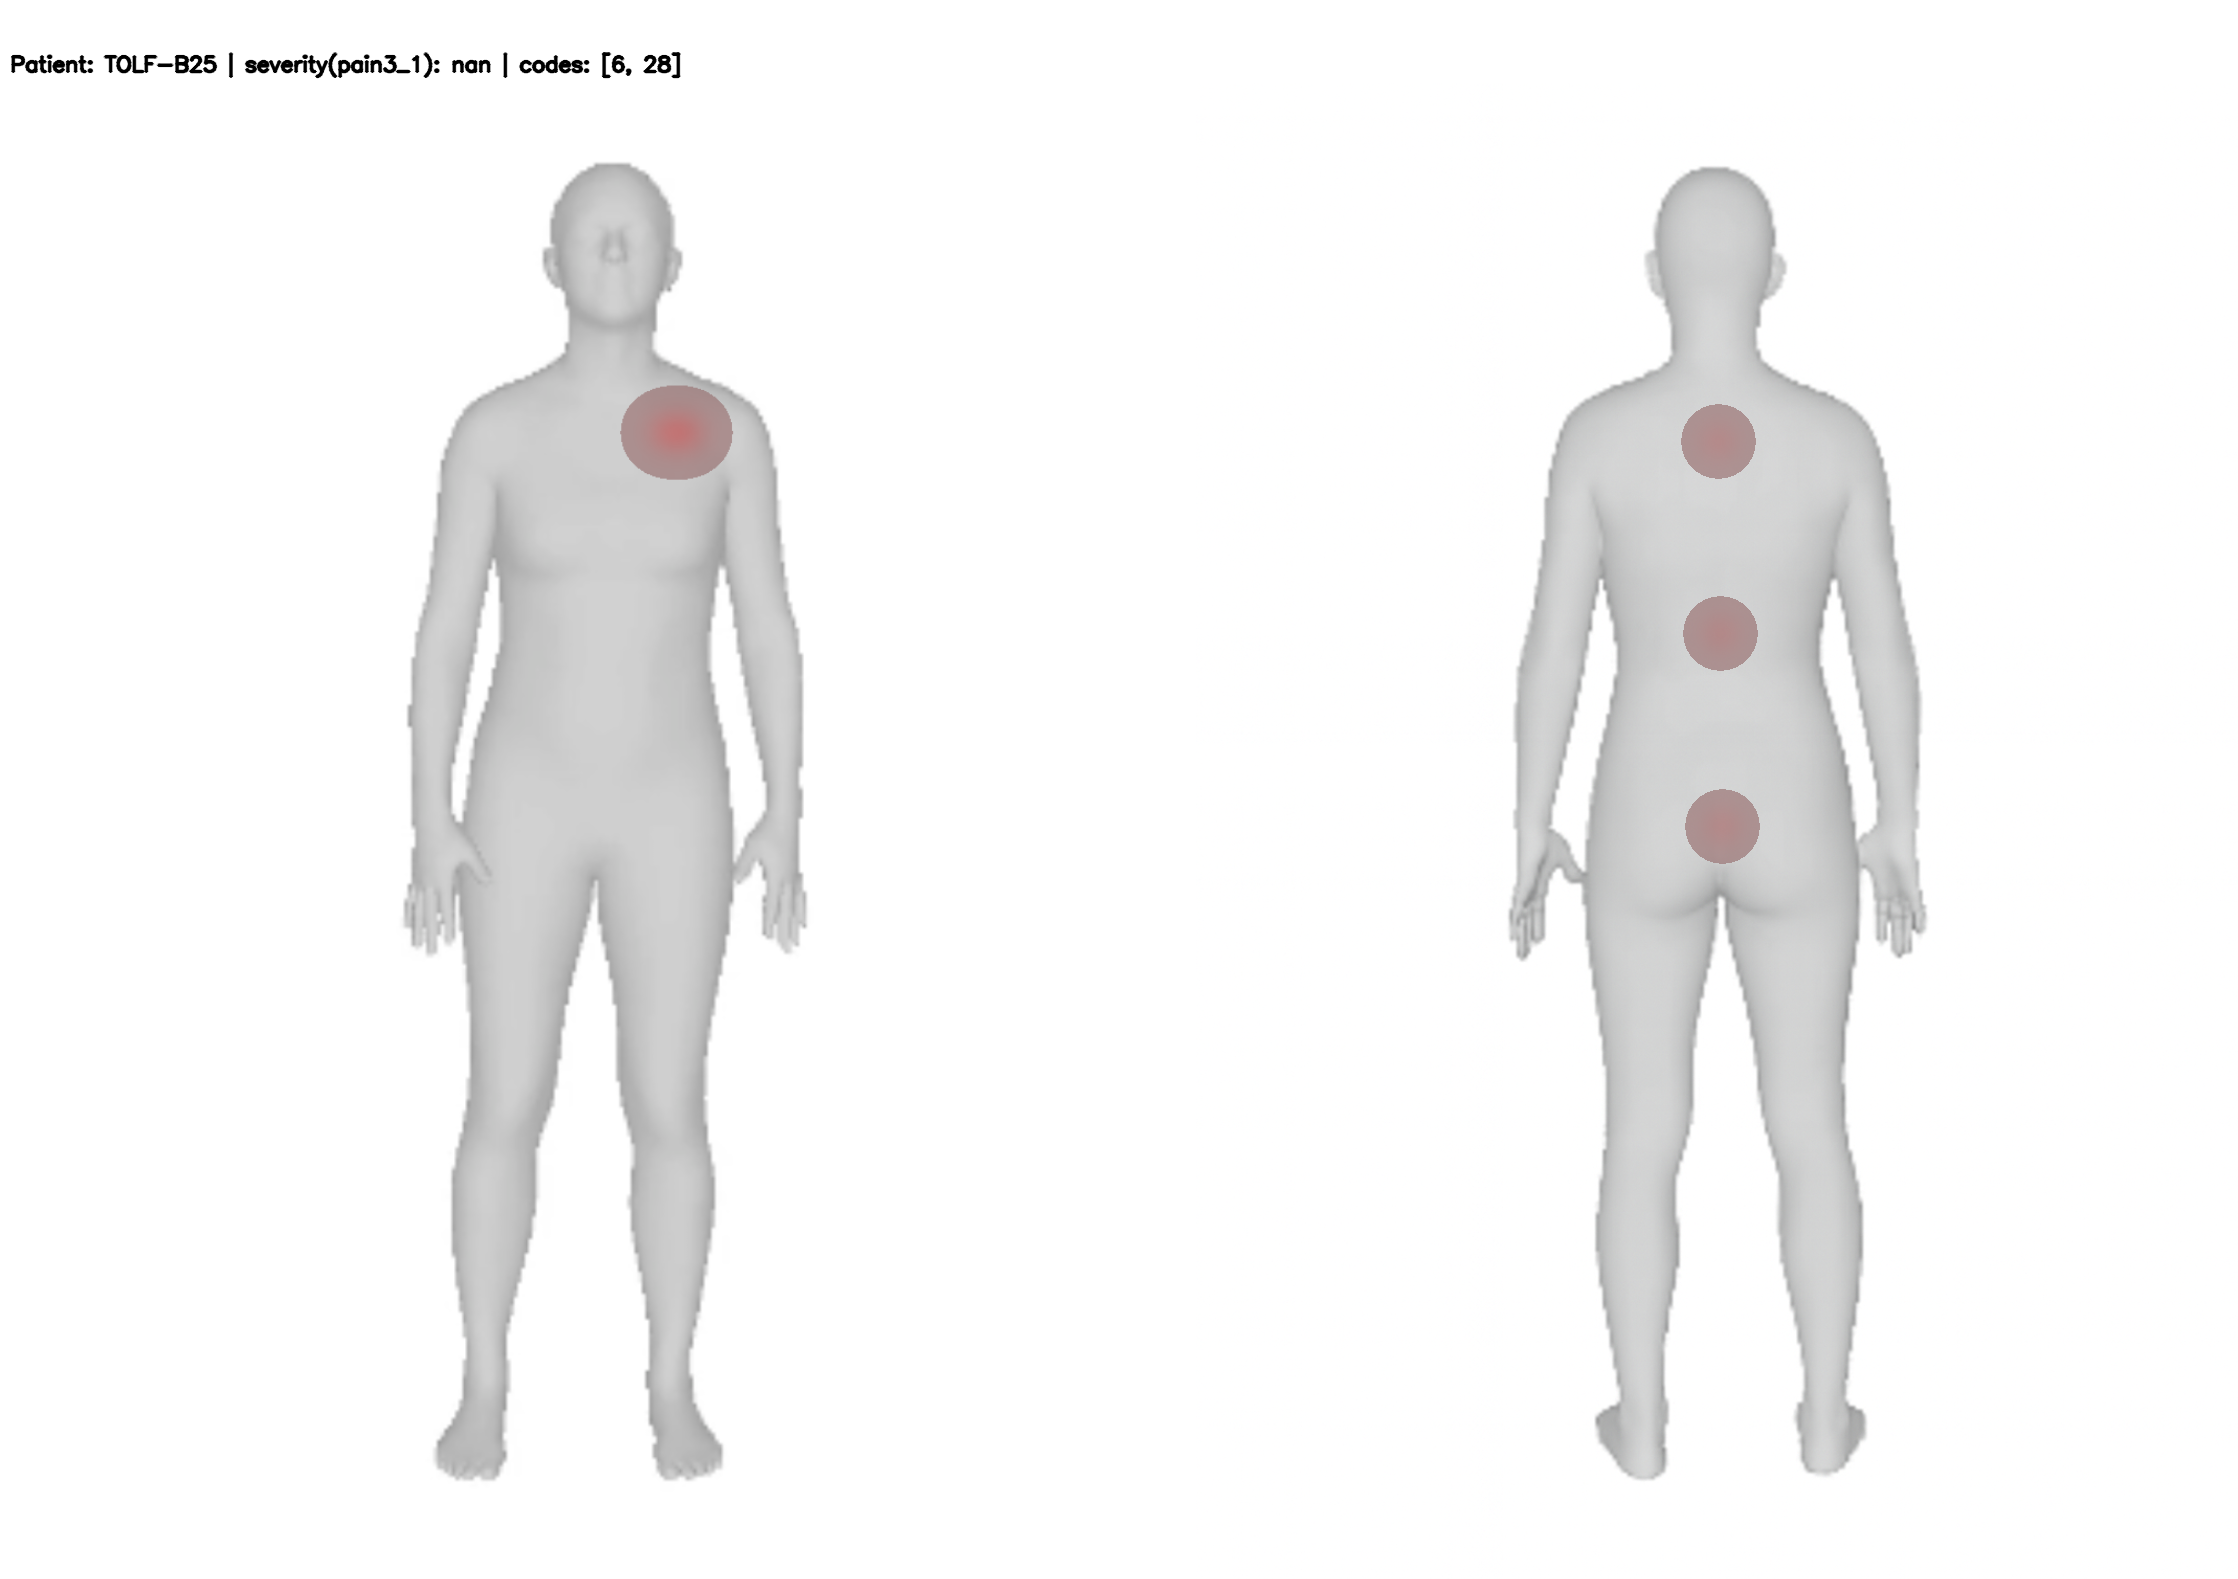 Patient: TOLF-B25 | severity(pain3_1): nan | codes: [6, 28]